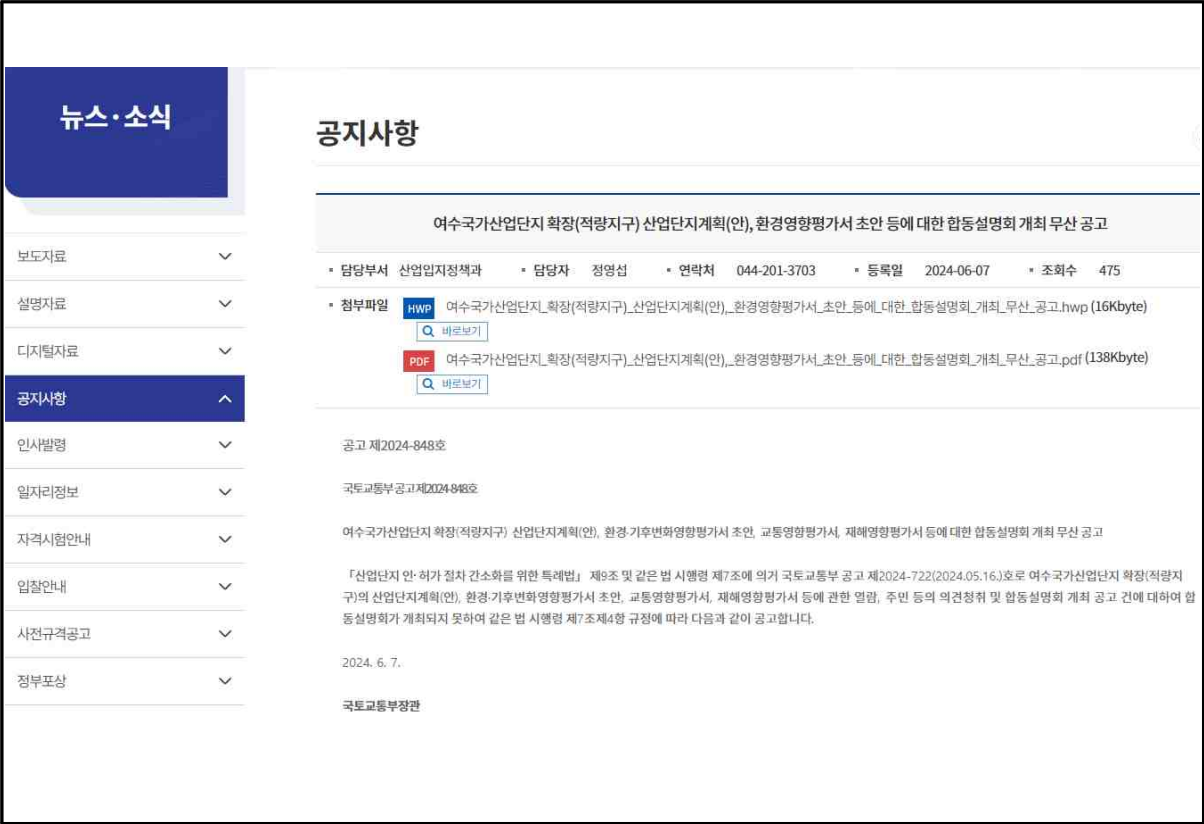 뉴스·소식
보도자료
설명자료
디지털자료
공지사항
인사발령
일자리정보
자격시험안내
입찰안내
사전규격공고
정부포상
공지사항
여수국가산업단지 확장(적량지구) 산업단지계획(안), 환경영향평가서 초안 등에 대한 합동설명회 개최 무산 공고
담당부서 산업입지정책과 담당자 정영섭 연락처 044-201-3703 등록일 2024-06-07 조회수 475
첨부파일 HWP 여수국가산업단지_확장(적량지구)_산업단지계획(안),_환경영향평가서_초안_등에_대한_합동설명회_개최_무산_공고.hwp (16Kbyte)
바로보기
PDF 여수국가산업단지_확장(적량지구)_산업단지계획(안),_환경영향평가서_초안_등에_대한_합동설명회_개최_무산_공고.pdf (138Kbyte)
바로보기
공고 제2024-848호
국토교통부 공고 제2024-848호
여수국가산업단지 확장(적량지구) 산업단지계획(안), 환경·기후변화영향평가서 초안, 교통영향평가서, 재해영향평가서 등에 대한 합동설명회 개최 무산 공고
「산업단지 인·허가 절차 간소화를 위한 특례법」 제9조 및 같은 법 시행령 제7조에 의거 국토교통부 공고 제2024-722(2024.05.16.)호로 여수국가산업단지 확장(적량지
구)의 산업단지계획(안), 환경·기후변화영향평가서 초안, 교통영향평가서, 재해영향평가서 등에 관한 열람, 주민 등의 의견청취 및 합동설명회 개최 공고 건에 대하여 합
동설명회가 개최되지 못하여 같은 법 시행령 제7조제4항 규정에 따라 다음과 같이 공고합니다.
2024. 6. 7.
국토교통부장관